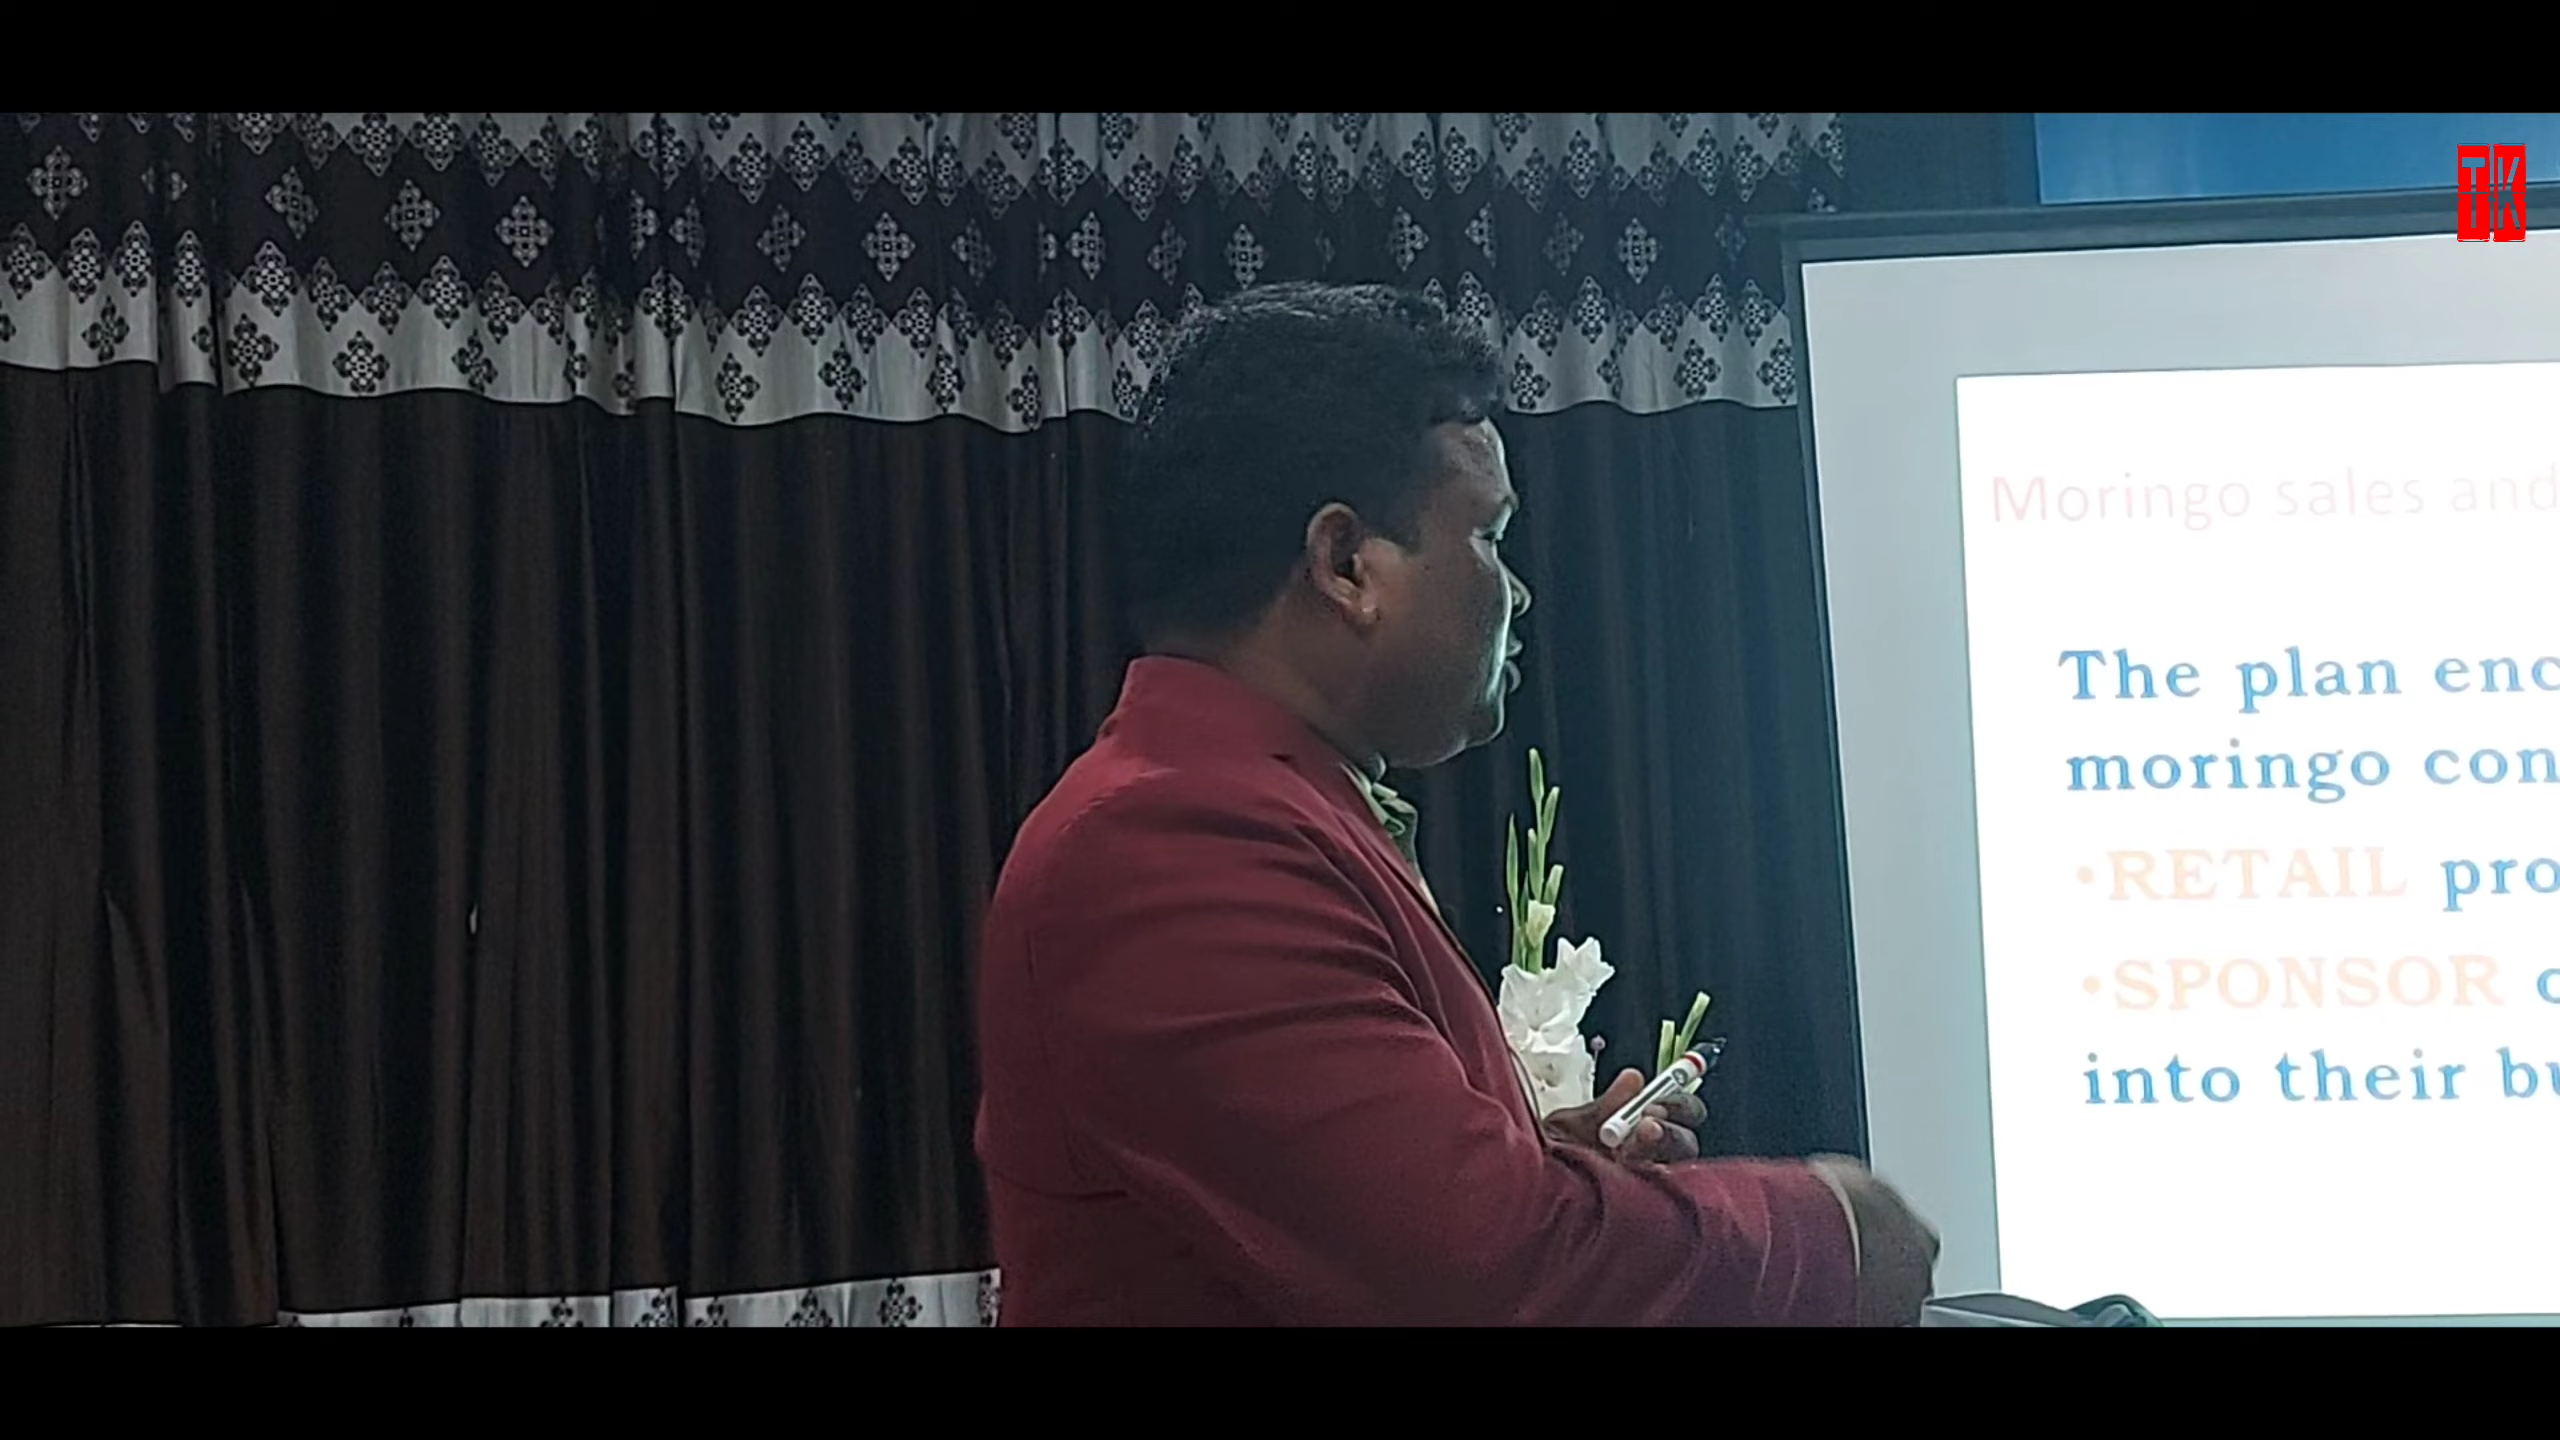 TK
Moringo sales and
The plan enc
moringo con
•RETAIL pro
•SPONSOR o
into their bu